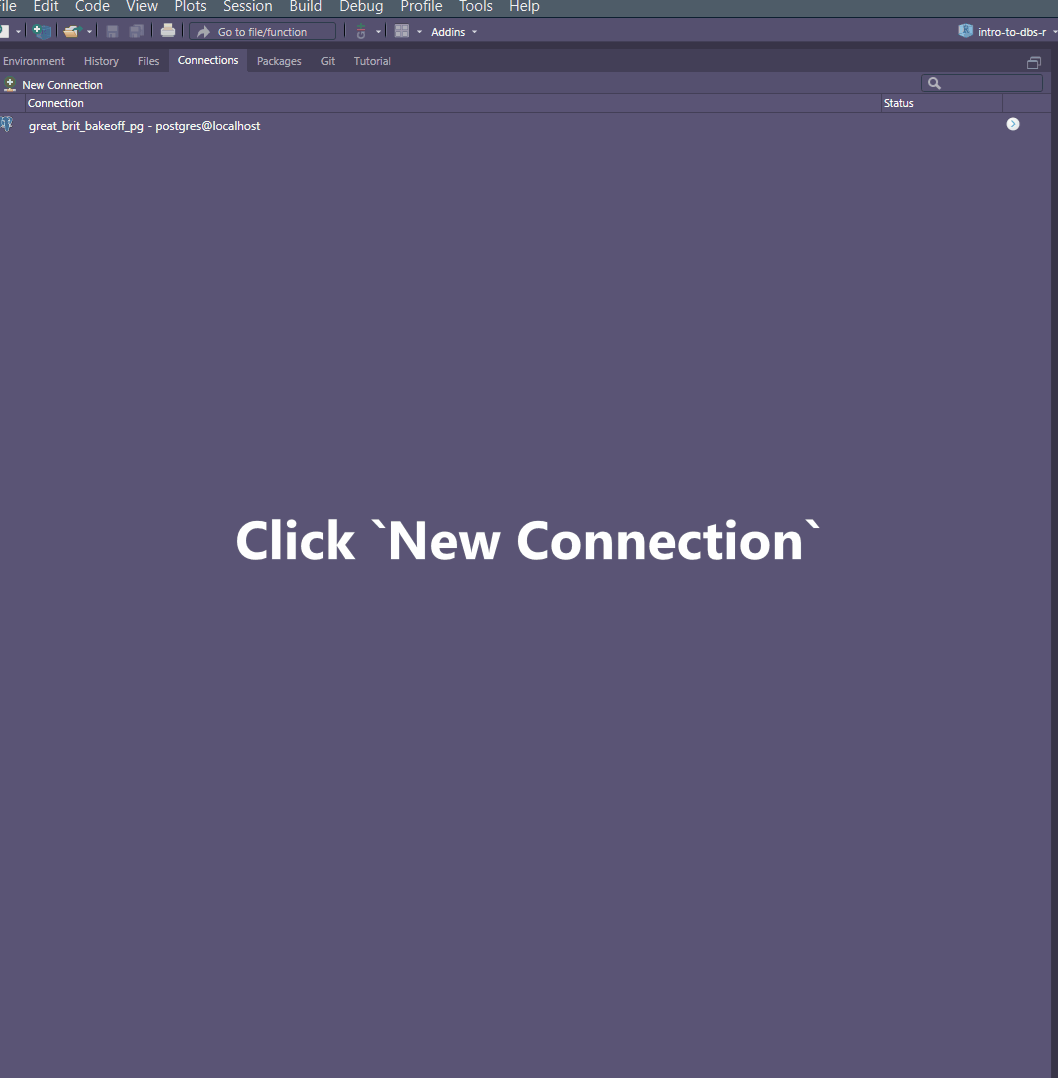 ile Edit Code View Plots Session Build Debug Profile Tools Help
Go to file/function Addins intro-to-dbs-r
Environment History Files Connections Packages Git Tutorial
New Connection
Connection Status
great_brit_bakeoff_pg - postgres@localhost
Click `New Connection`